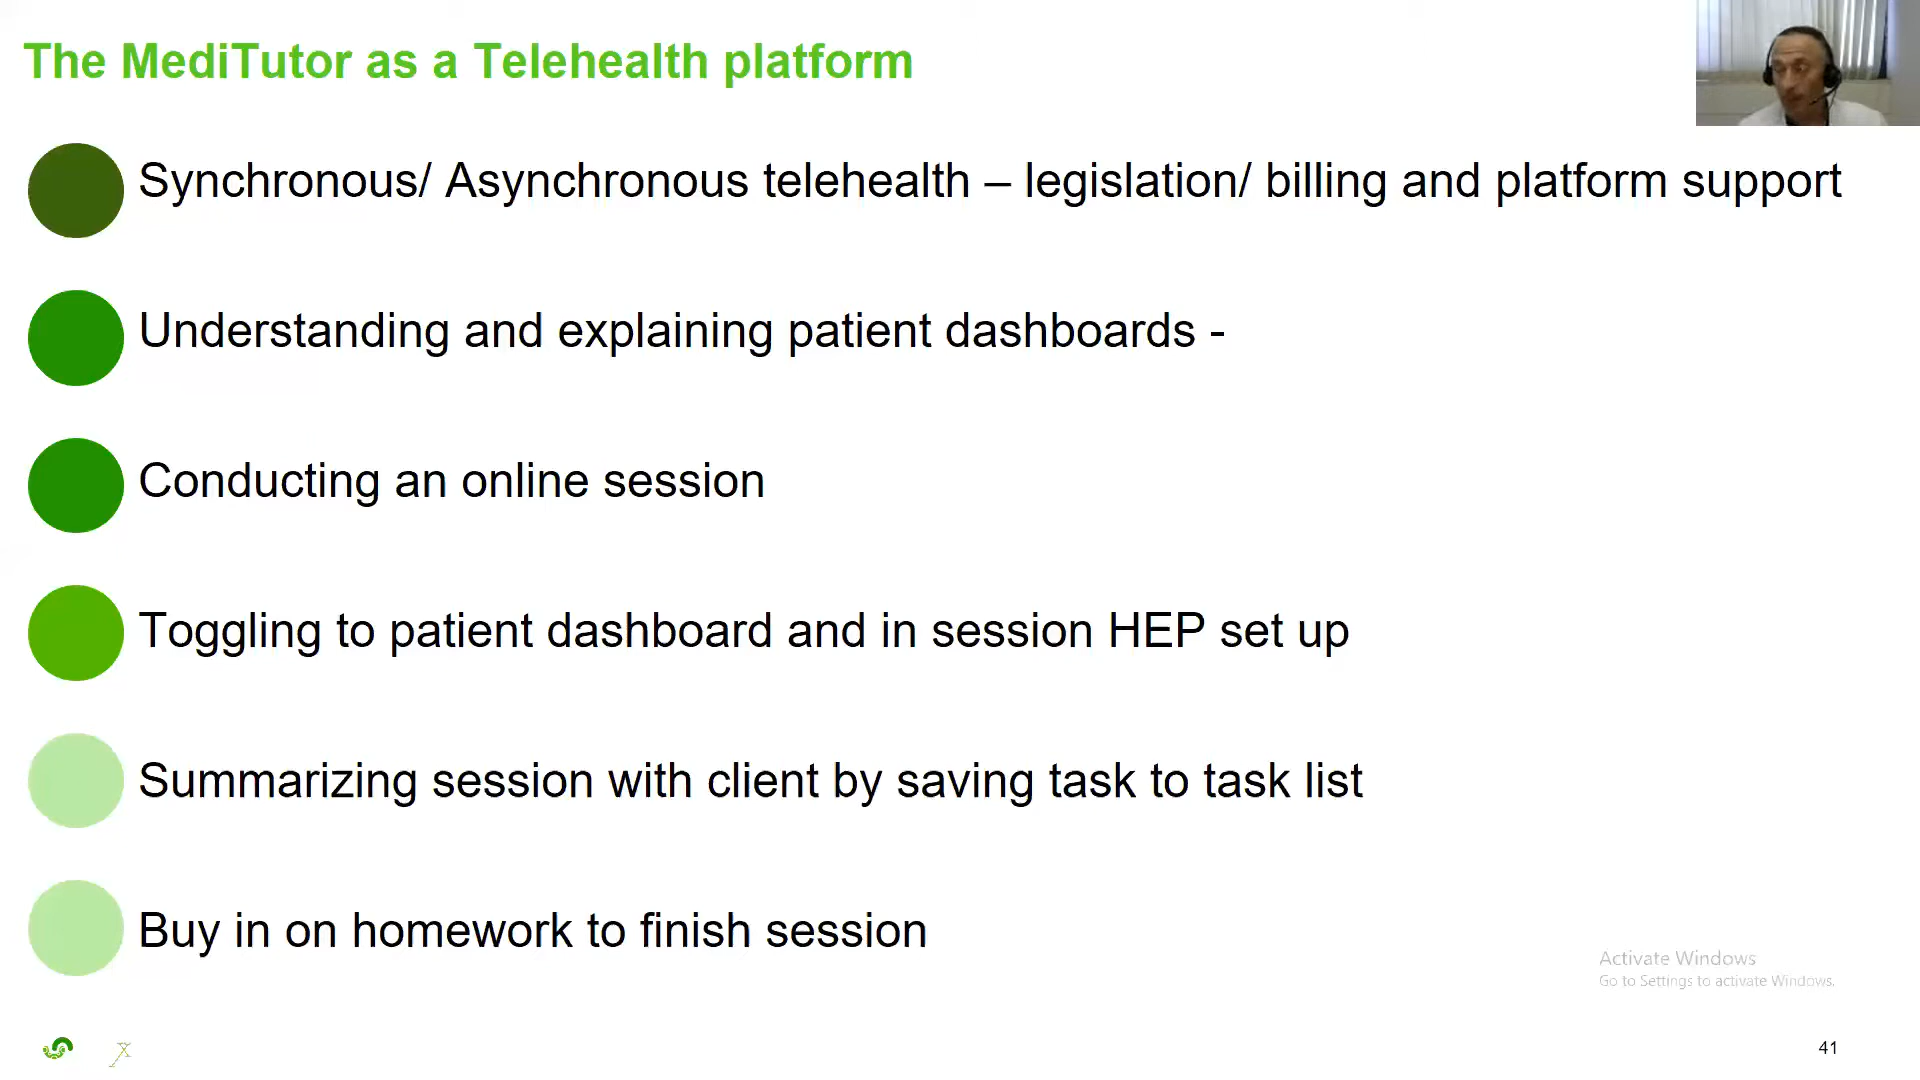 The MediTutor as a Telehealth platform
Synchronous/ Asynchronous telehealth – legislation/ billing and platform support
Understanding and explaining patient dashboards -
Conducting an online session
Toggling to patient dashboard and in session HEP set up
Summarizing session with client by saving task to task list
Buy in on homework to finish session
Activate Windows
Go to Settings to activate Windows.
41